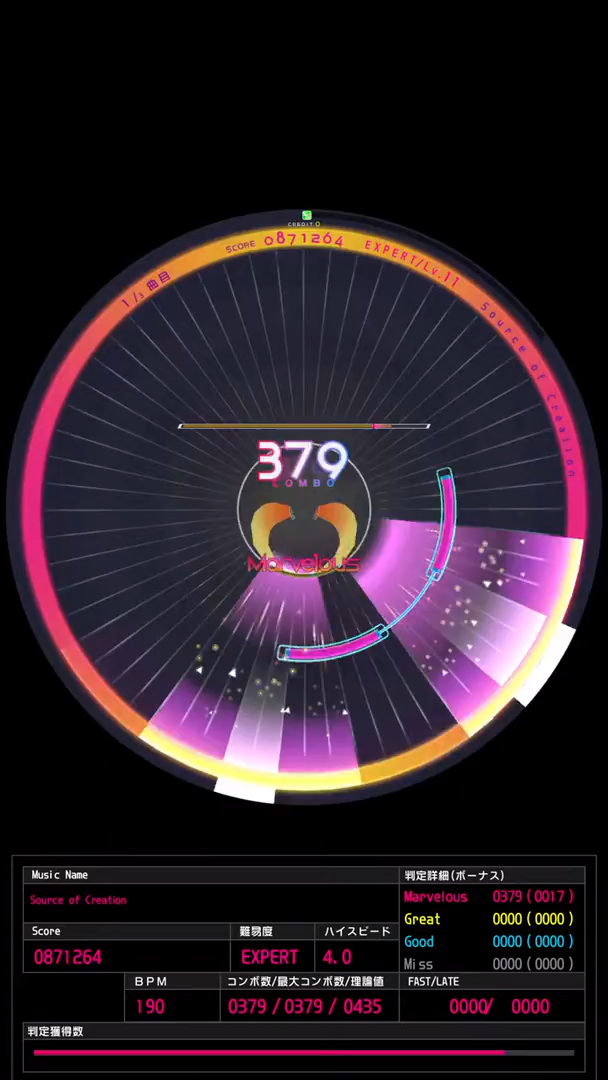 CREDIT 0
SCORE 0871264 EXPERT/Lv.11
1/3 曲目
Source of Creation
379
COMBO
Marvelous
Music Name
Source of Creation
判定詳細(ボーナス)
Marvelous 0379 (0017)
Great 0000 (0000)
Good 0000 (0000)
Miss 0000 (0000)
Score
0871264
難易度
EXPERT
ハイスピード
4.0
BPM
190
コンボ数/最大コンボ数/理論値
0379 / 0379 / 0435
FAST/LATE
0000/ 0000
判定獲得数